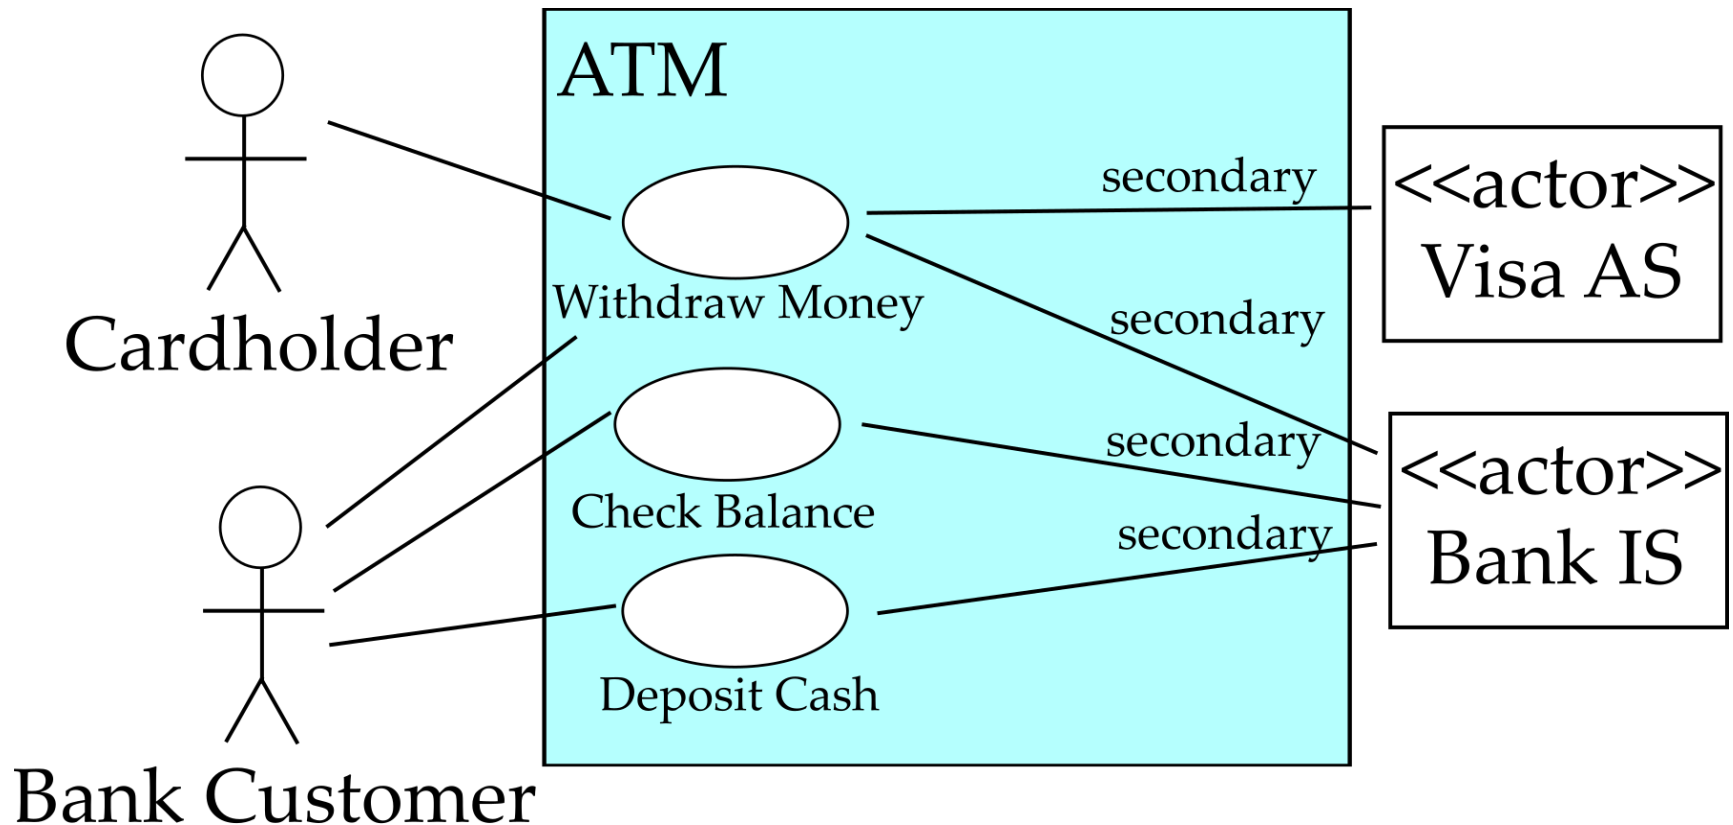 ATM
secondary
<<actor>>
Visa AS
Withdraw Money
secondary
Cardholder
secondary
<<actor>>
Bank IS
Check Balance
secondary
Deposit Cash
Bank Customer